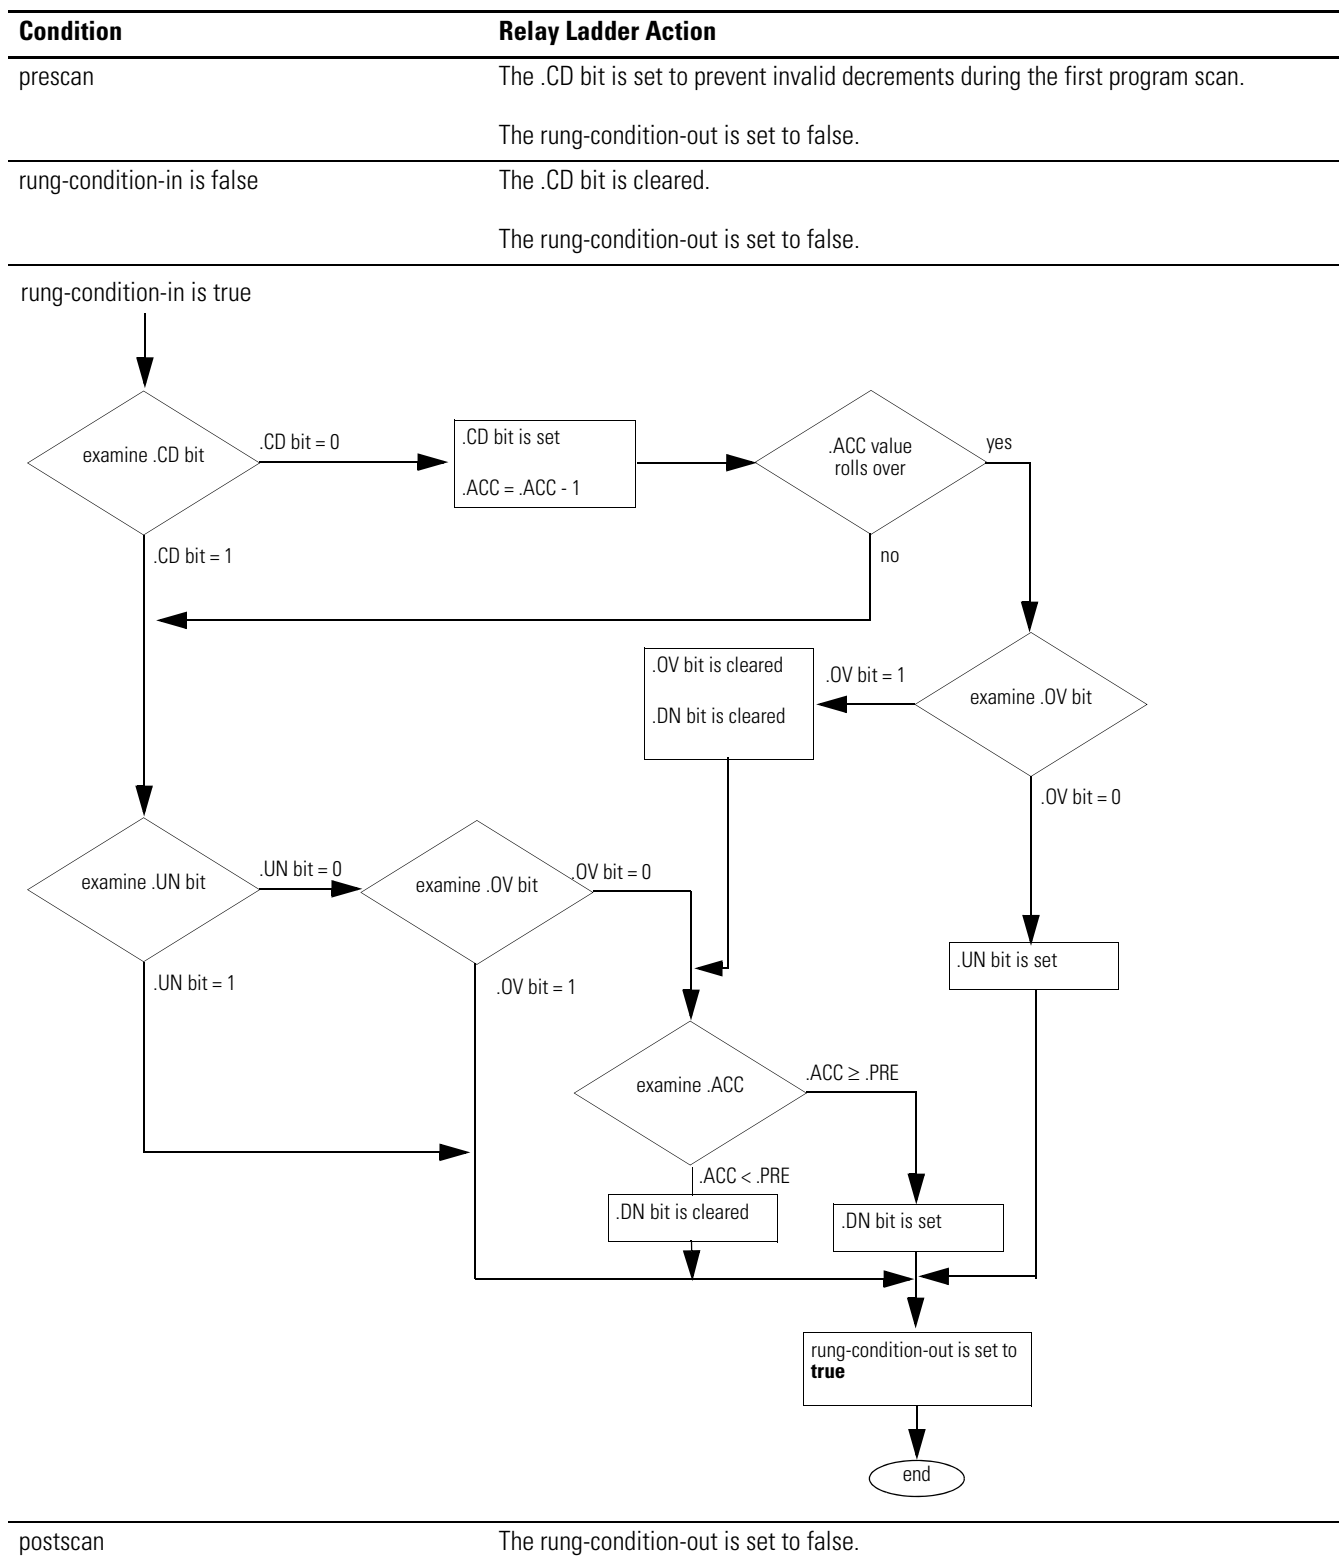 Condition
Relay Ladder Action
prescan
The .CD bit is set to prevent invalid decrements during the first program scan.
The rung-condition-out is set to false.
rung-condition-in is false
The .CD bit is cleared.
The rung-condition-out is set to false.
rung-condition-in is true
examine .CD bit
.CD bit = 0
.CD bit is set
.ACC = .ACC - 1
.ACC value
rolls over
yes
.CD bit = 1
no
.OV bit is cleared
.DN bit is cleared
.OV bit = 1
examine .OV bit
.OV bit = 0
examine .UN bit
.UN bit = 0
examine .OV bit
.OV bit = 0
.UN bit is set
.UN bit = 1
.OV bit = 1
examine .ACC
.ACC ≥ .PRE
.ACC < .PRE
.DN bit is cleared
.DN bit is set
rung-condition-out is set to
true
end
postscan
The rung-condition-out is set to false.